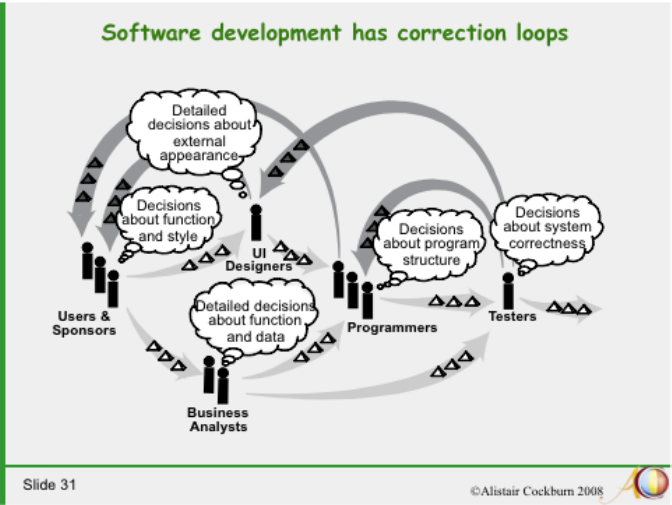 Software development has correction loops
Detailed
decisions about
external
appearance
Decisions
about function
and style
Decisions
about program
structure
Decisions
about system
correctness
UI
Designers
Users &
Sponsors
Detailed decisions
about function
and data
Programmers
Testers
Business
Analysts
Slide 31
©Alistair Cockburn 2008